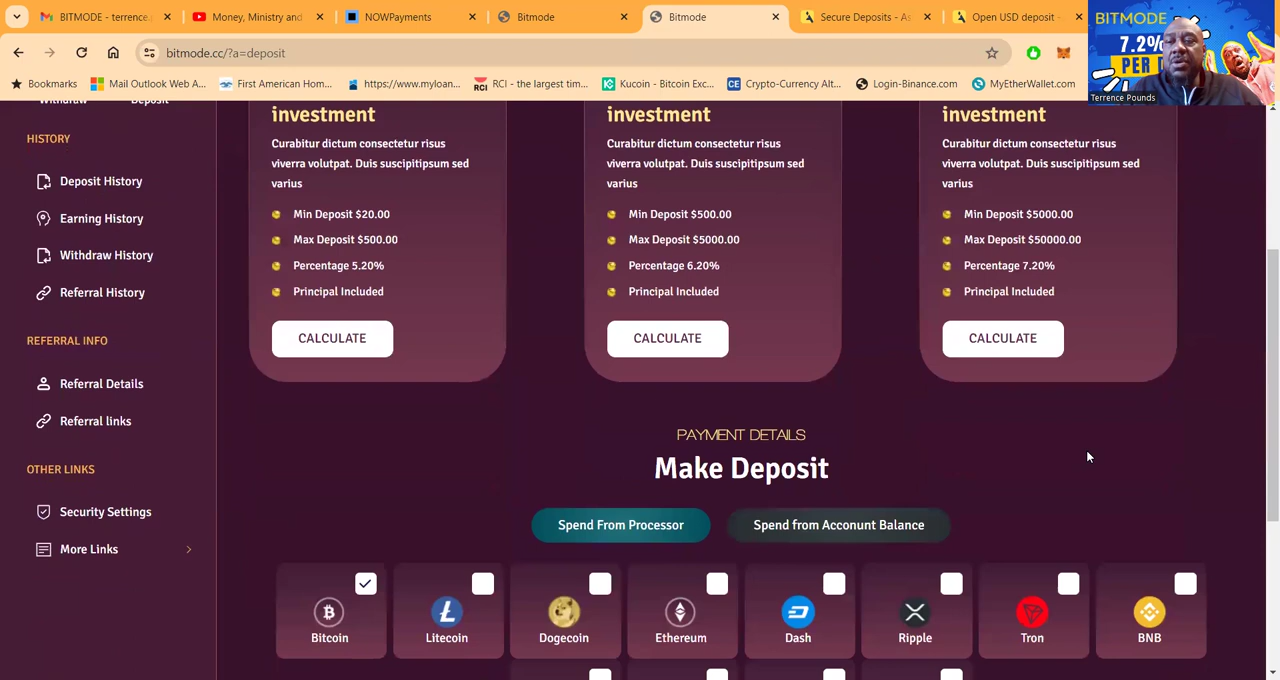 BITMODE - terrence.
Money, Ministry and
NOWPayments
Bitmode
Bitmode
Secure Deposits - As
Open USD deposit -
bitmode.cc/?a=deposit
Bookmarks
Mail Outlook Web A...
First American Hom...
https://www.myloan...
RCI - the largest tim...
Kucoin - Bitcoin Exc...
Crypto-Currency Alt...
Login-Binance.com
MyEtherWallet.com
BITMODE
7.2%
PER
Terrence Pounds
Withdraw
Deposit
HISTORY
Deposit History
Earning History
Withdraw History
Referral History
REFERRAL INFO
Referral Details
Referral links
OTHER LINKS
Security Settings
More Links
investment
Curabitur dictum consectetur risus
viverra volutpat. Duis suscipitipsum sed
varius
Min Deposit $20.00
Max Deposit $500.00
Percentage 5.20%
Principal Included
CALCULATE
investment
Curabitur dictum consectetur risus
viverra volutpat. Duis suscipitipsum sed
varius
Min Deposit $500.00
Max Deposit $5000.00
Percentage 6.20%
Principal Included
CALCULATE
investment
Curabitur dictum consectetur risus
viverra volutpat. Duis suscipitipsum sed
varius
Min Deposit $5000.00
Max Deposit $50000.00
Percentage 7.20%
Principal Included
CALCULATE
PAYMENT DETAILS
Make Deposit
Spend From Processor
Spend from Acconunt Balance
Bitcoin
Litecoin
Dogecoin
Ethereum
Dash
Ripple
Tron
BNB